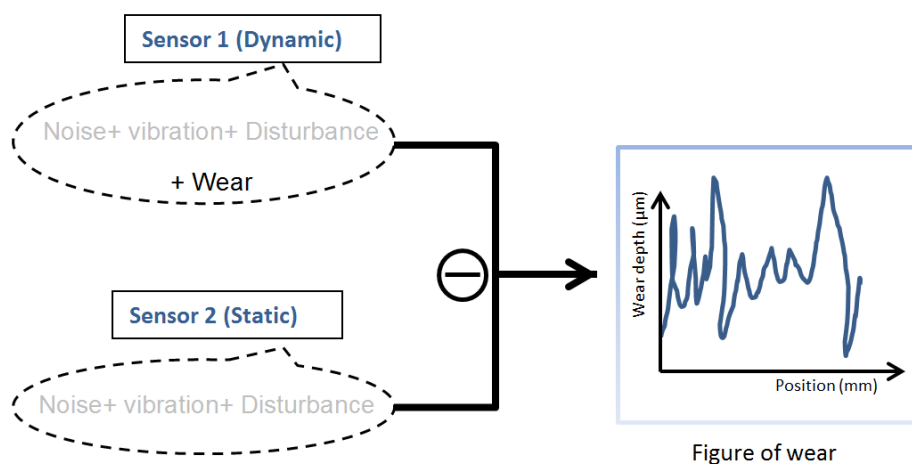 Sensor 1 (Dynamic)
Noise+ vibration+ Disturbance
+ Wear
Sensor 2 (Static)
Noise+ vibration+ Disturbance
Wear depth (μm)
Position (mm)
Figure of wear